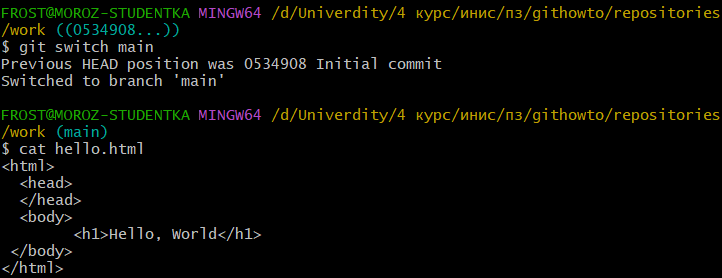 FROST@MOROZ-STUDENTKA MINGW64 /d/Univerdity/4 курс/инис/пз/githowto/repositories
/work ((0534908...))
$ git switch main
Previous HEAD position was 0534908 Initial commit
Switched to branch 'main'
FROST@MOROZ-STUDENTKA MINGW64 /d/Univerdity/4 курс/инис/пз/githowto/repositories
/work (main)
$ cat hello.html
<html>
  <head>
  </head>
  <body>
        <h1>Hello, World</h1>
 </body>
</html>